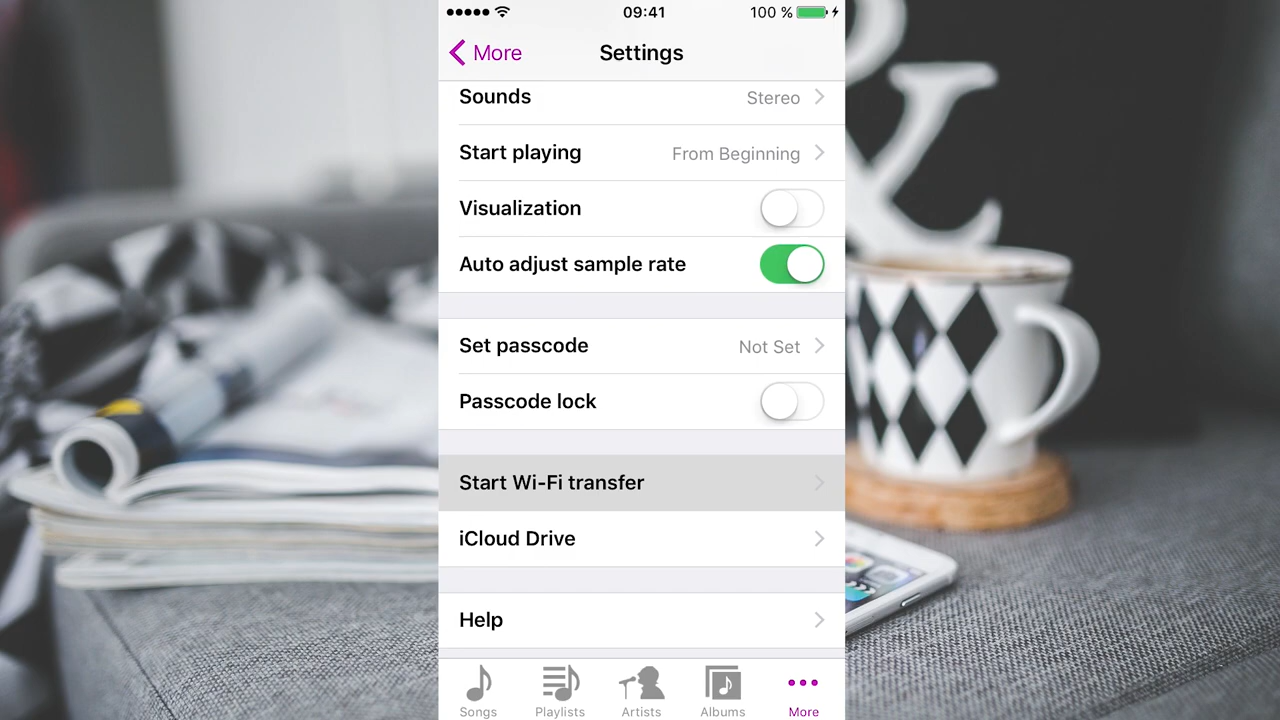 09:41
100 %
More
Settings
Sounds
Stereo
Start playing
From Beginning
Visualization
Auto adjust sample rate
Set passcode
Not Set
Passcode lock
Start Wi-Fi transfer
iCloud Drive
Help
Songs
Playlists
Artists
Albums
More
&